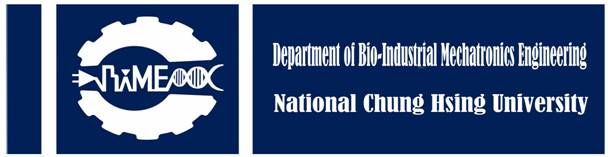 BIME
Department of Bio-Industrial Mechatronics Engineering
National Chung Hsing University